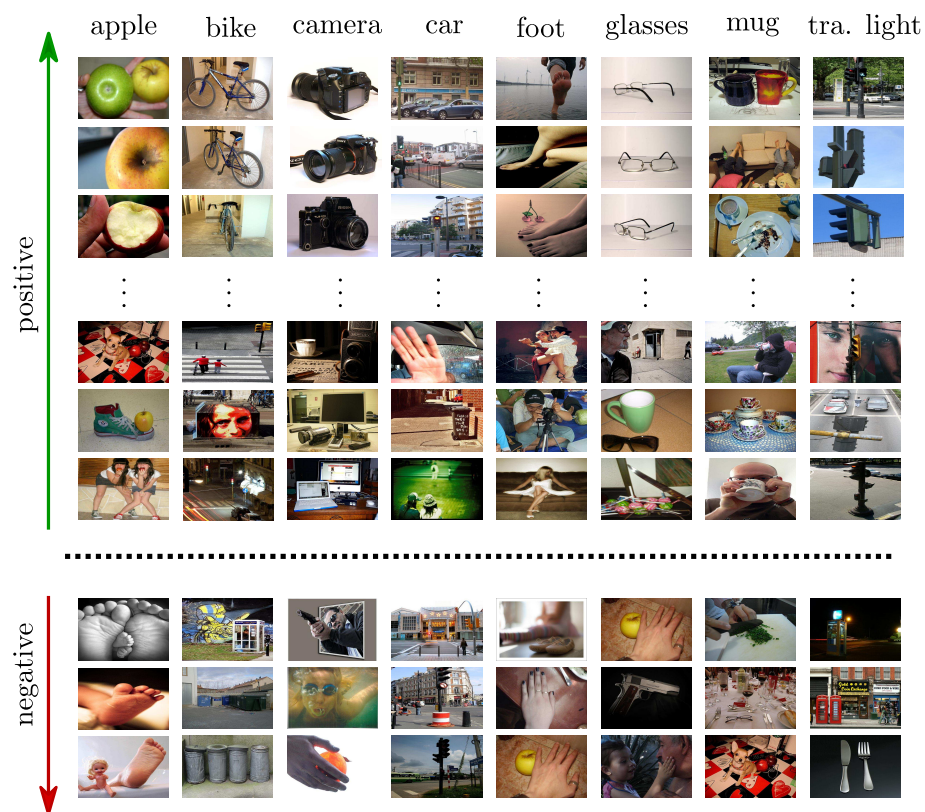 apple bike camera car foot glasses mug tra. light
positive
negative